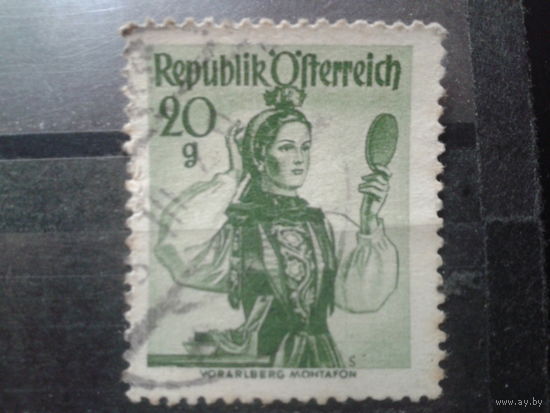 Republik Österreich
20
g
S
VORARLBERG MONTAFON
www.ay.by